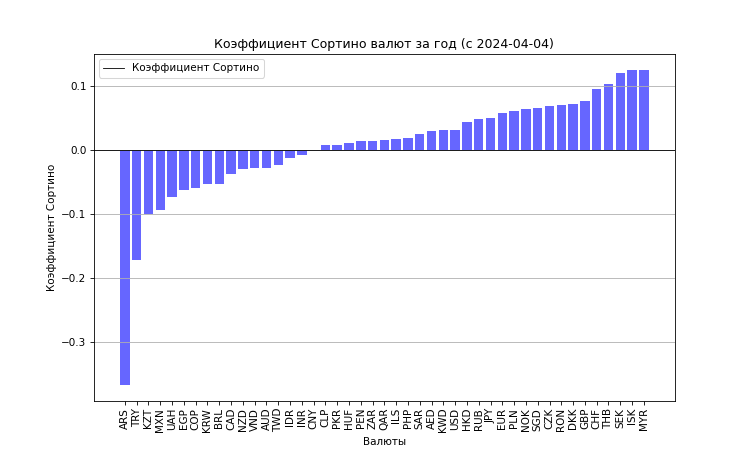 Коэффициент Сортино валют за год (с 2024-04-04)
Коэффициент Сортино
0.1
0.0
−0.1
−0.2
−0.3
Коэффициент Сортино
ARS TRY KZT MXN UAH EGP COP KRW BRL CAD NZD VND AUD TWD IDR INR CNY CLP PKR HUF PEN ZAR QAR ILS PHP SAR AED KWD USD HKD RUB JPY EUR PLN NOK SGD CZK RON DKK GBP CHF THB SEK ISK MYR
Валюты